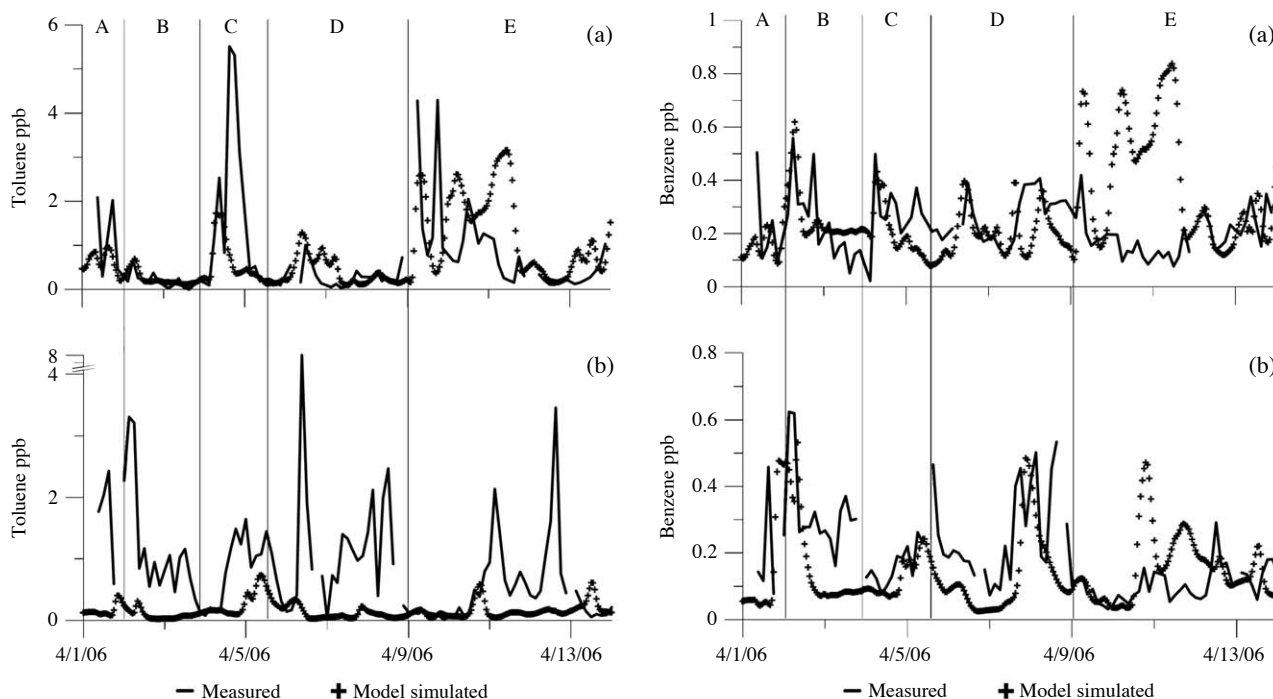 A B C D E
(a)
6
4
2
0
Toluene ppb
(b)
8
4
2
0
Toluene ppb
4/1/06 4/5/06 4/9/06 4/13/06
Measured Model simulated
A B C D E
(a)
1
0.8
0.6
0.4
0.2
0
Benzene ppb
(b)
0.8
0.6
0.4
0.2
0
Benzene ppb
4/1/06 4/5/06 4/9/06 4/13/06
Measured Model simulated